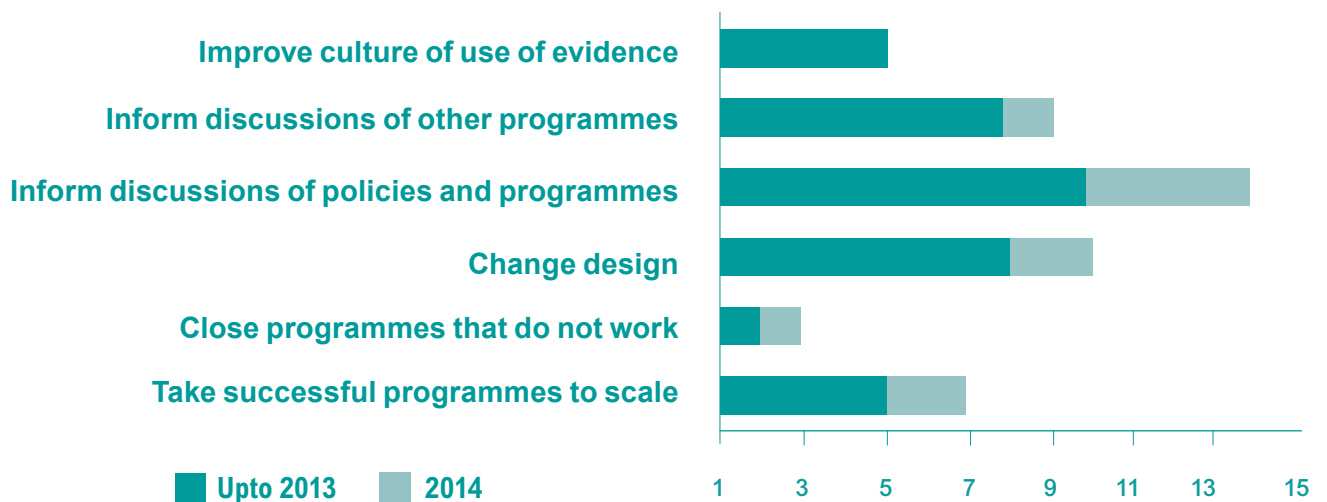 Improve culture of use of evidence
Inform discussions of other programmes
Inform discussions of policies and programmes
Change design
Close programmes that do not work
Take successful programmes to scale
Upto 2013 2014
1 3 5 7 9 11 13 15